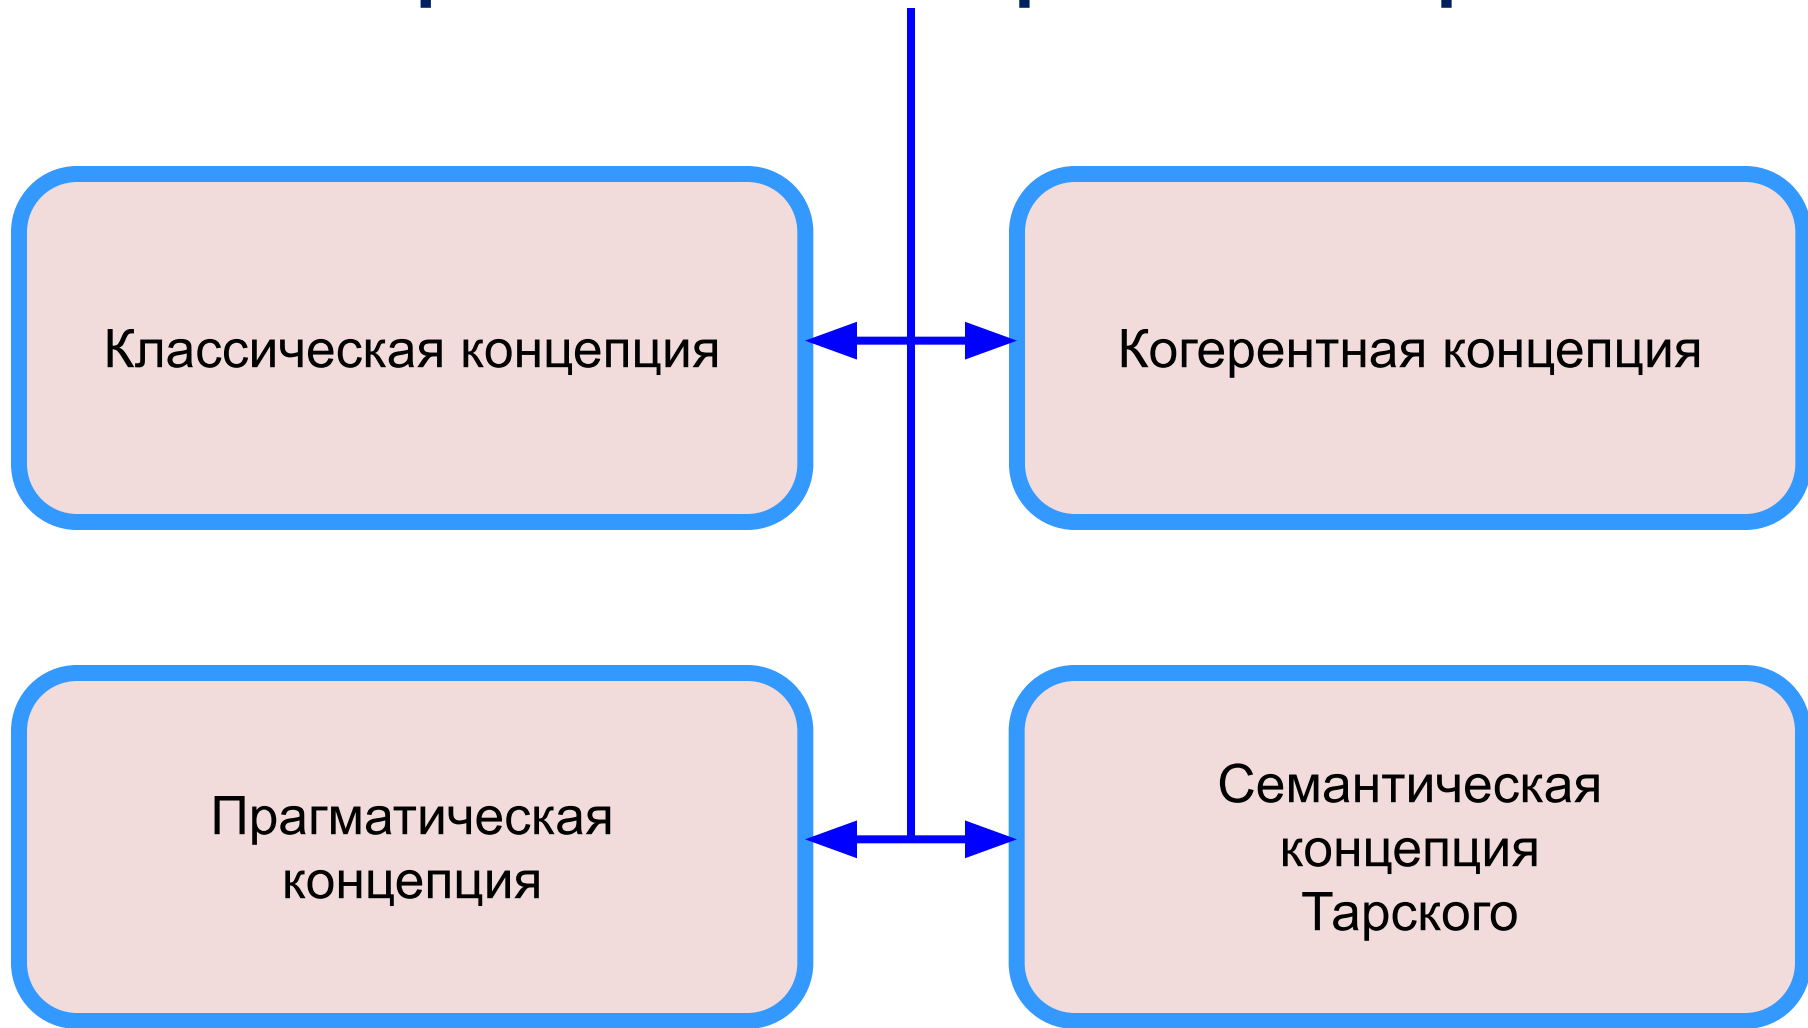 Классическая концепция
Когерентная концепция
Прагматическая
концепция
Семантическая
концепция
Тарского